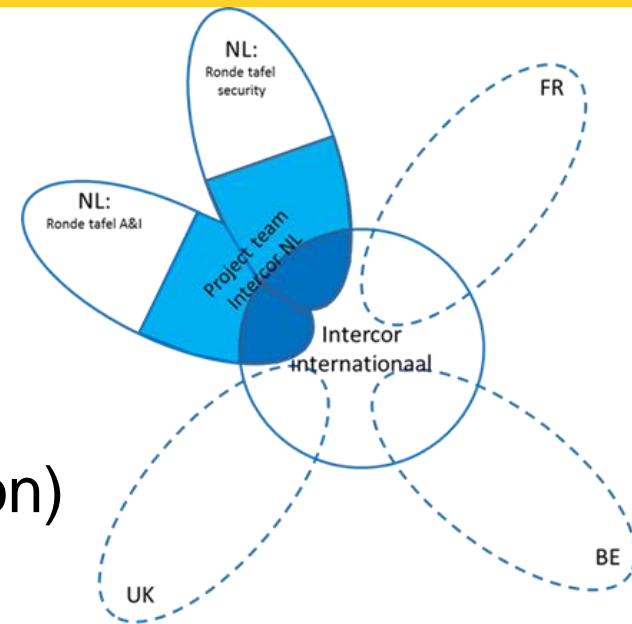 NL:
Ronde tafel
security
FR
NL:
Ronde tafel A&I
Project team
Intercor NL
Intercor
internationaal
on)
BE
UK